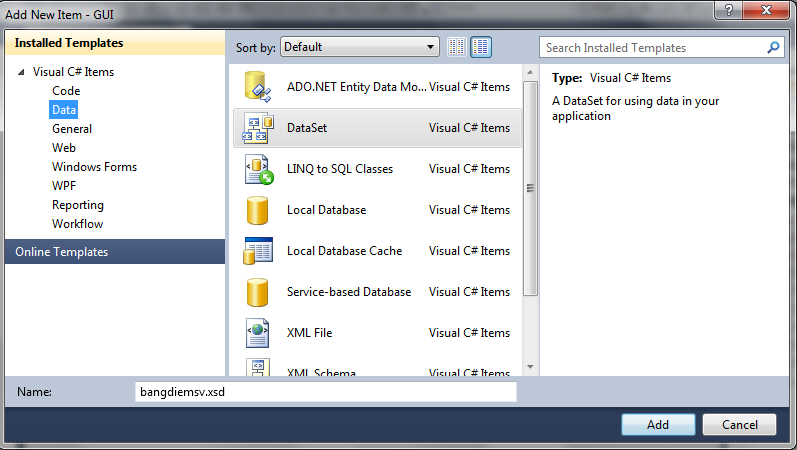 Add New Item - GUI
Installed Templates
Sort by: Default
Search Installed Templates
Visual C# Items
Code
Data
General
Web
Windows Forms
WPF
Reporting
Workflow
Online Templates
ADO.NET Entity Data Mo... Visual C# Items
DataSet Visual C# Items
LINQ to SQL Classes Visual C# Items
Local Database Visual C# Items
Local Database Cache Visual C# Items
Service-based Database Visual C# Items
XML File Visual C# Items
XML Schema Visual C# Items
Type: Visual C# Items
A DataSet for using data in your
application
Name: bangdiemsv.xsd
Add Cancel